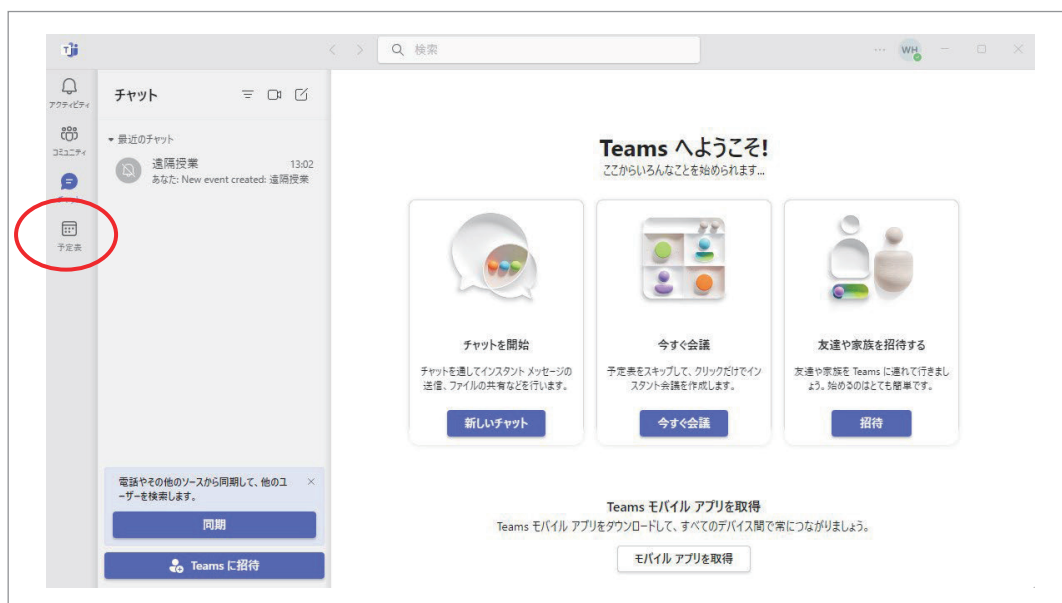 検索
WH
アクティビティ
コミュニティ
チャット
予定表
チャット
最近のチャット
遠隔授業 13:02
あなた: New event created: 遠隔授業
電話やその他のソースから同期して、他のユ
ーザーを検索します。
同期
Teams に招待
Teams へようこそ!
ここからいろんなことを始められます...
チャットを開始
チャットを通してインスタント メッセージの
送信、ファイルの共有などを行います。
新しいチャット
今すぐ会議
予定表をスキップして、クリックだけでイン
スタント会議を作成します。
今すぐ会議
友達や家族を招待する
友達や家族を Teams に連れて行きまし
ょう。始めるのはとても簡単です。
招待
Teams モバイル アプリを取得
Teams モバイル アプリをダウンロードして、すべてのデバイス間で常につながりましょう。
モバイル アプリを取得